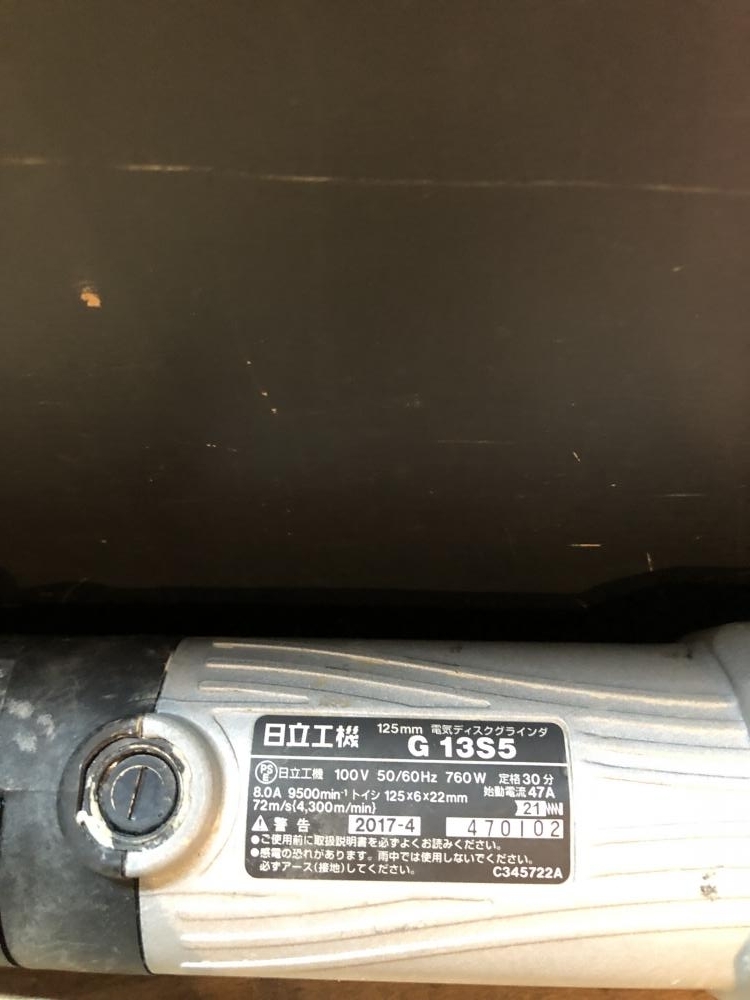 日立工機 125mm 電気ディスクグラインダ
G 13S5
PS E 日立工機 100V 50/60Hz 760W 定格30分
8.0A 9500min⁻¹ トイシ 125×6×22mm 始動電流47A
72m/s{4,300m/min} 21
⚠ 警告 2017-4 470102
●ご使用前に取扱説明書を必ずよくお読みください。
●感電の恐れがあります。雨中では使用しないでください。
必ずアース(接地)してください。 C345722A